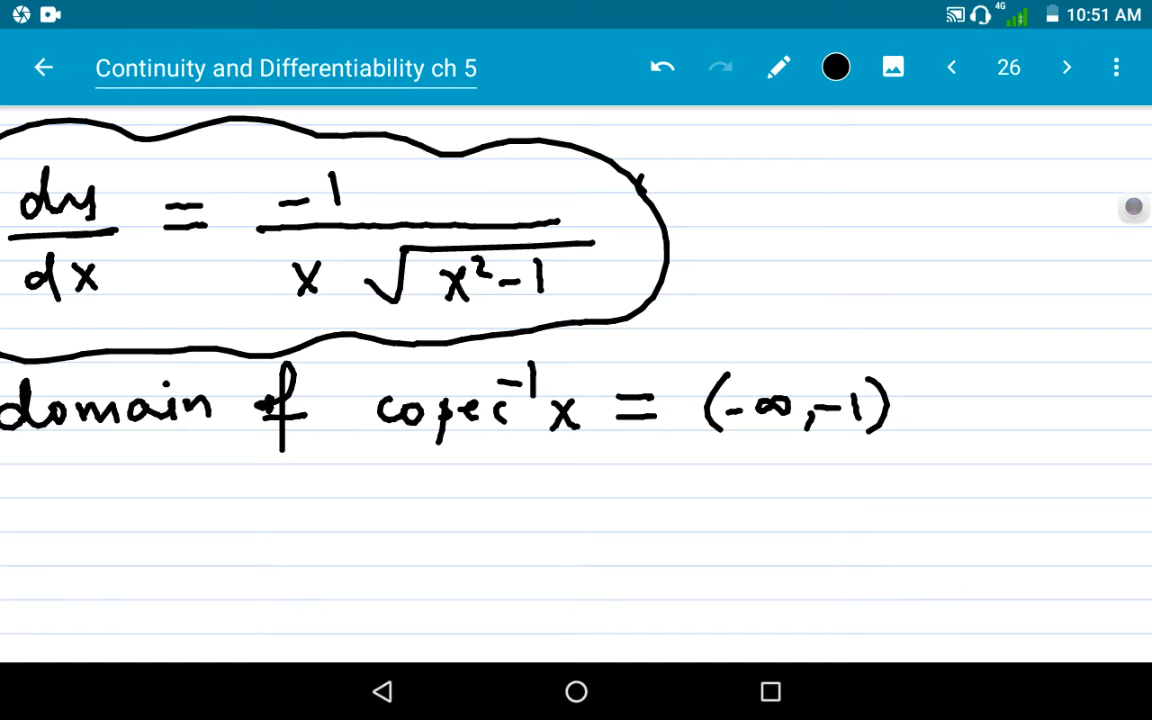 4G 10:51 AM
Continuity and Differentiability ch 5 26
dy/dx = -1/(x √(x²-1))
domain of cosec⁻¹x = (-∞,-1)